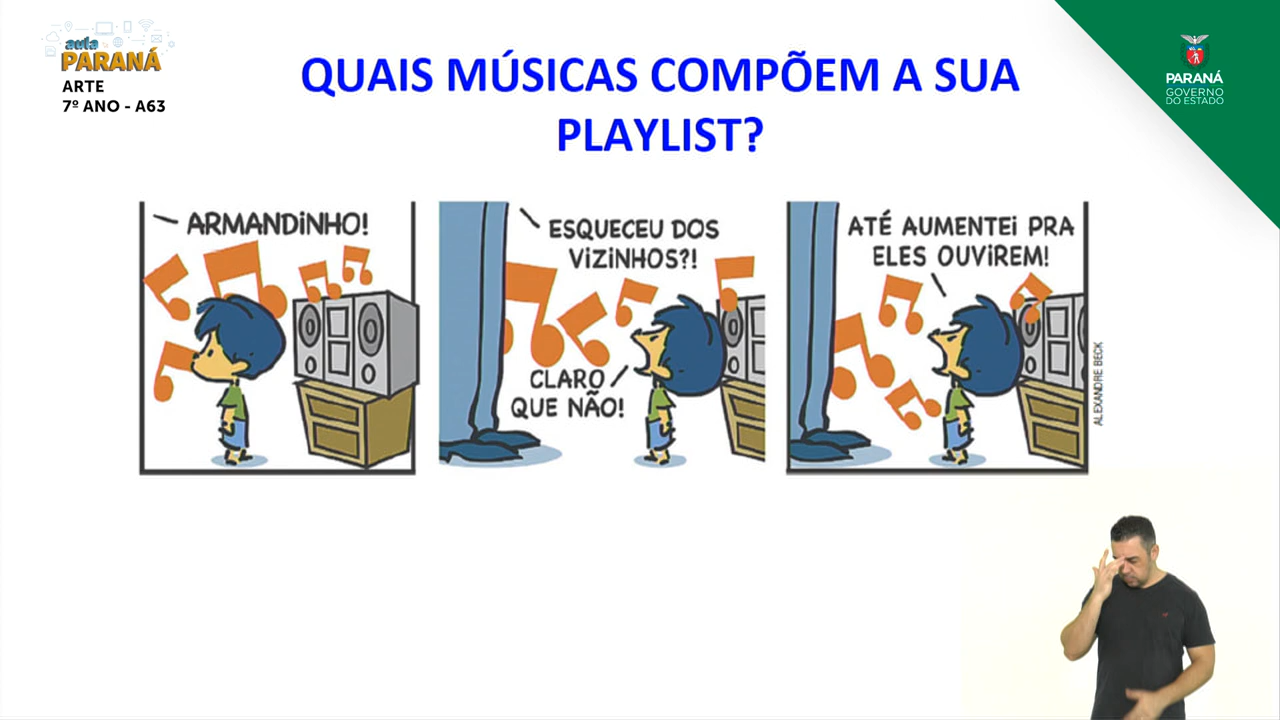 aula
PARANÁ
ARTE
7º ANO - A63
QUAIS MÚSICAS COMPÕEM A SUA
PLAYLIST?
PARANÁ
GOVERNO
DO ESTADO
ARMANDiNHO!
ESQUECEU DOS
ViZiNHOS?!
CLARO
QUE NÃO!
ATÉ AUMENTEi PRA
ELES OUViREM!
ALEXANDRE BECK